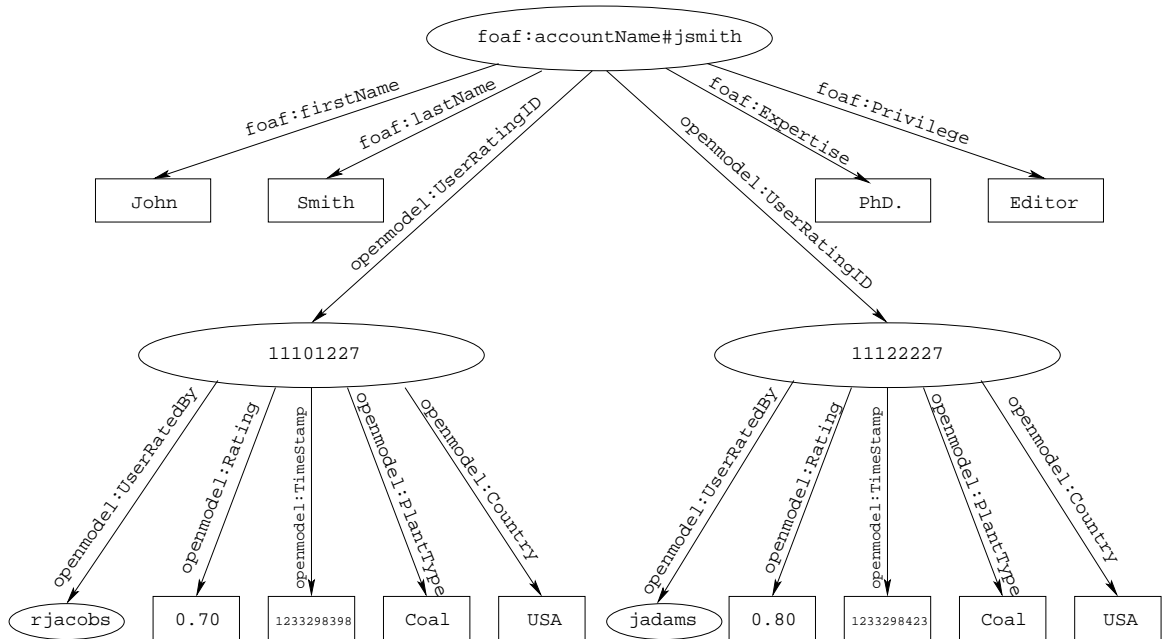 foaf:accountName#jsmith
foaf:firstName
foaf:lastName
openmodel:UserRatingID
openmodel:UserRatingID
foaf:Expertise
foaf:Privilege
John
Smith
PhD.
Editor
11101227
11122227
openmodel:UserRatedBy
openmodel:Rating
openmodel:TimeStamp
openmodel:PlantType
openmodel:Country
openmodel:UserRatedBy
openmodel:Rating
openmodel:TimeStamp
openmodel:PlantType
openmodel:Country
rjacobs
0.70
1233298398
Coal
USA
jadams
0.80
1233298423
Coal
USA